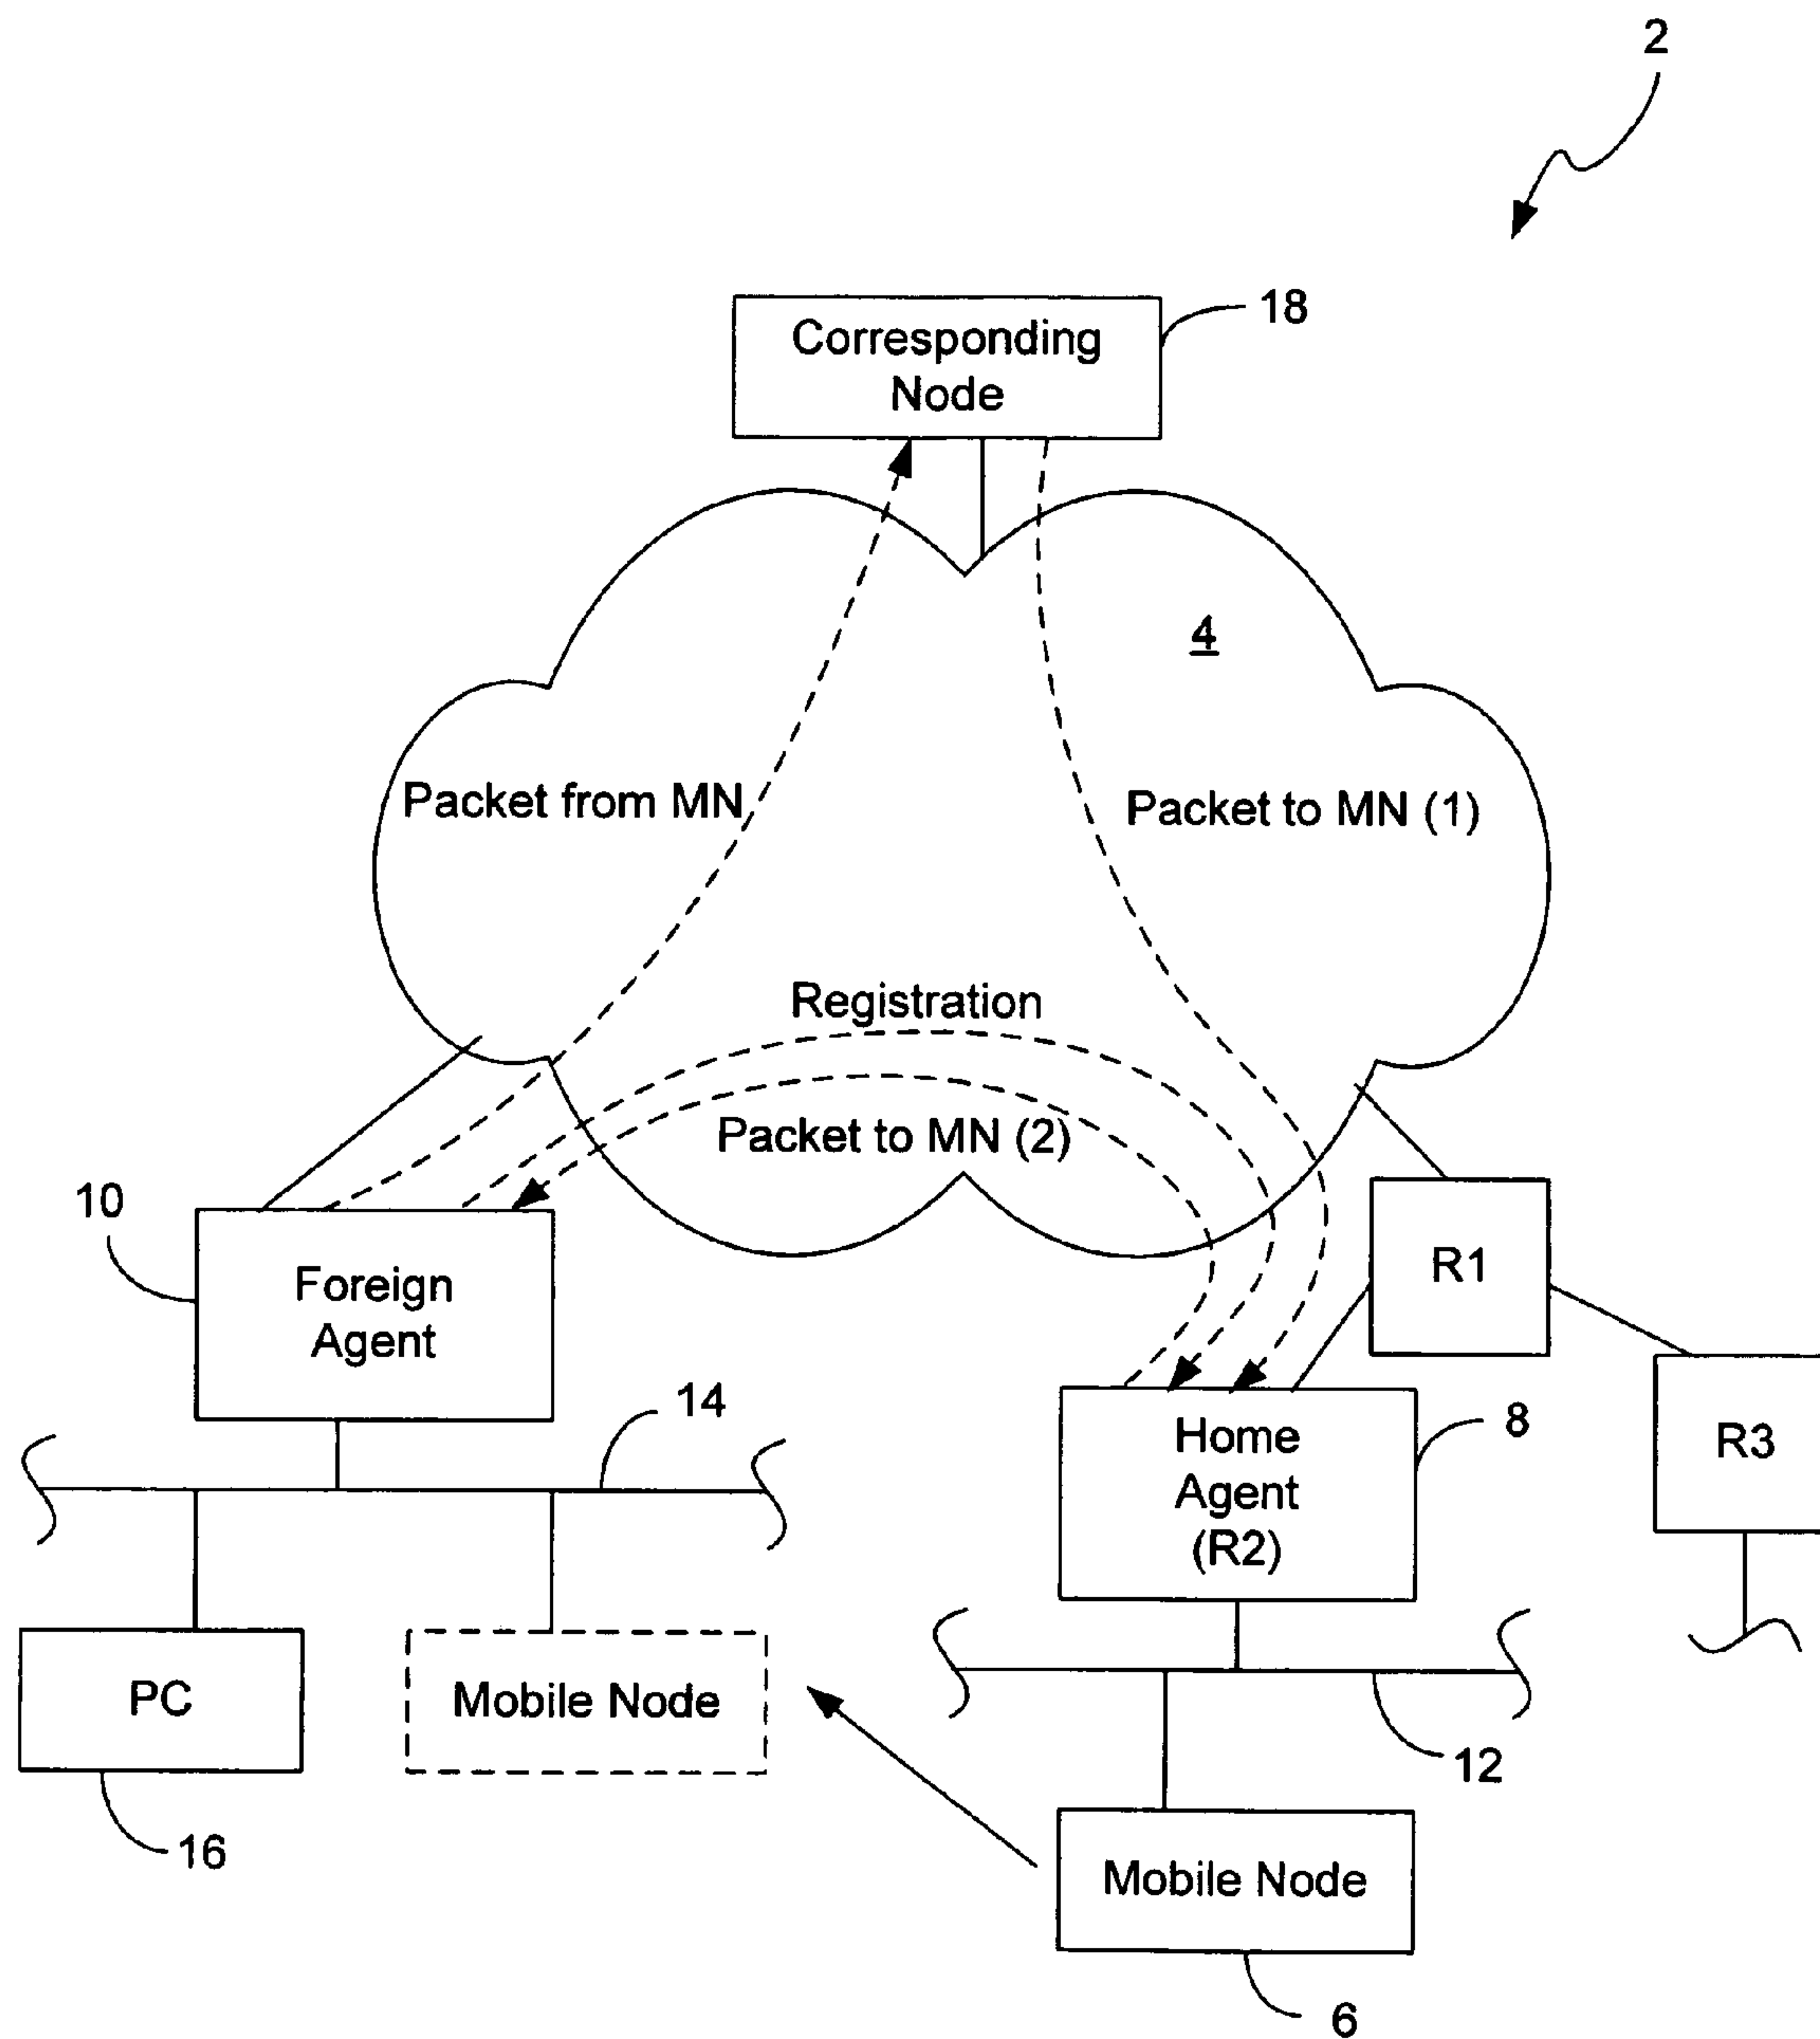 2
18
Corresponding
Node
4
Packet from MN
Packet to MN (1)
Registration
Packet to MN (2)
10
Foreign
Agent
R1
14
Home
Agent
(R2)
8
R3
PC
Mobile Node
12
16
Mobile Node
6